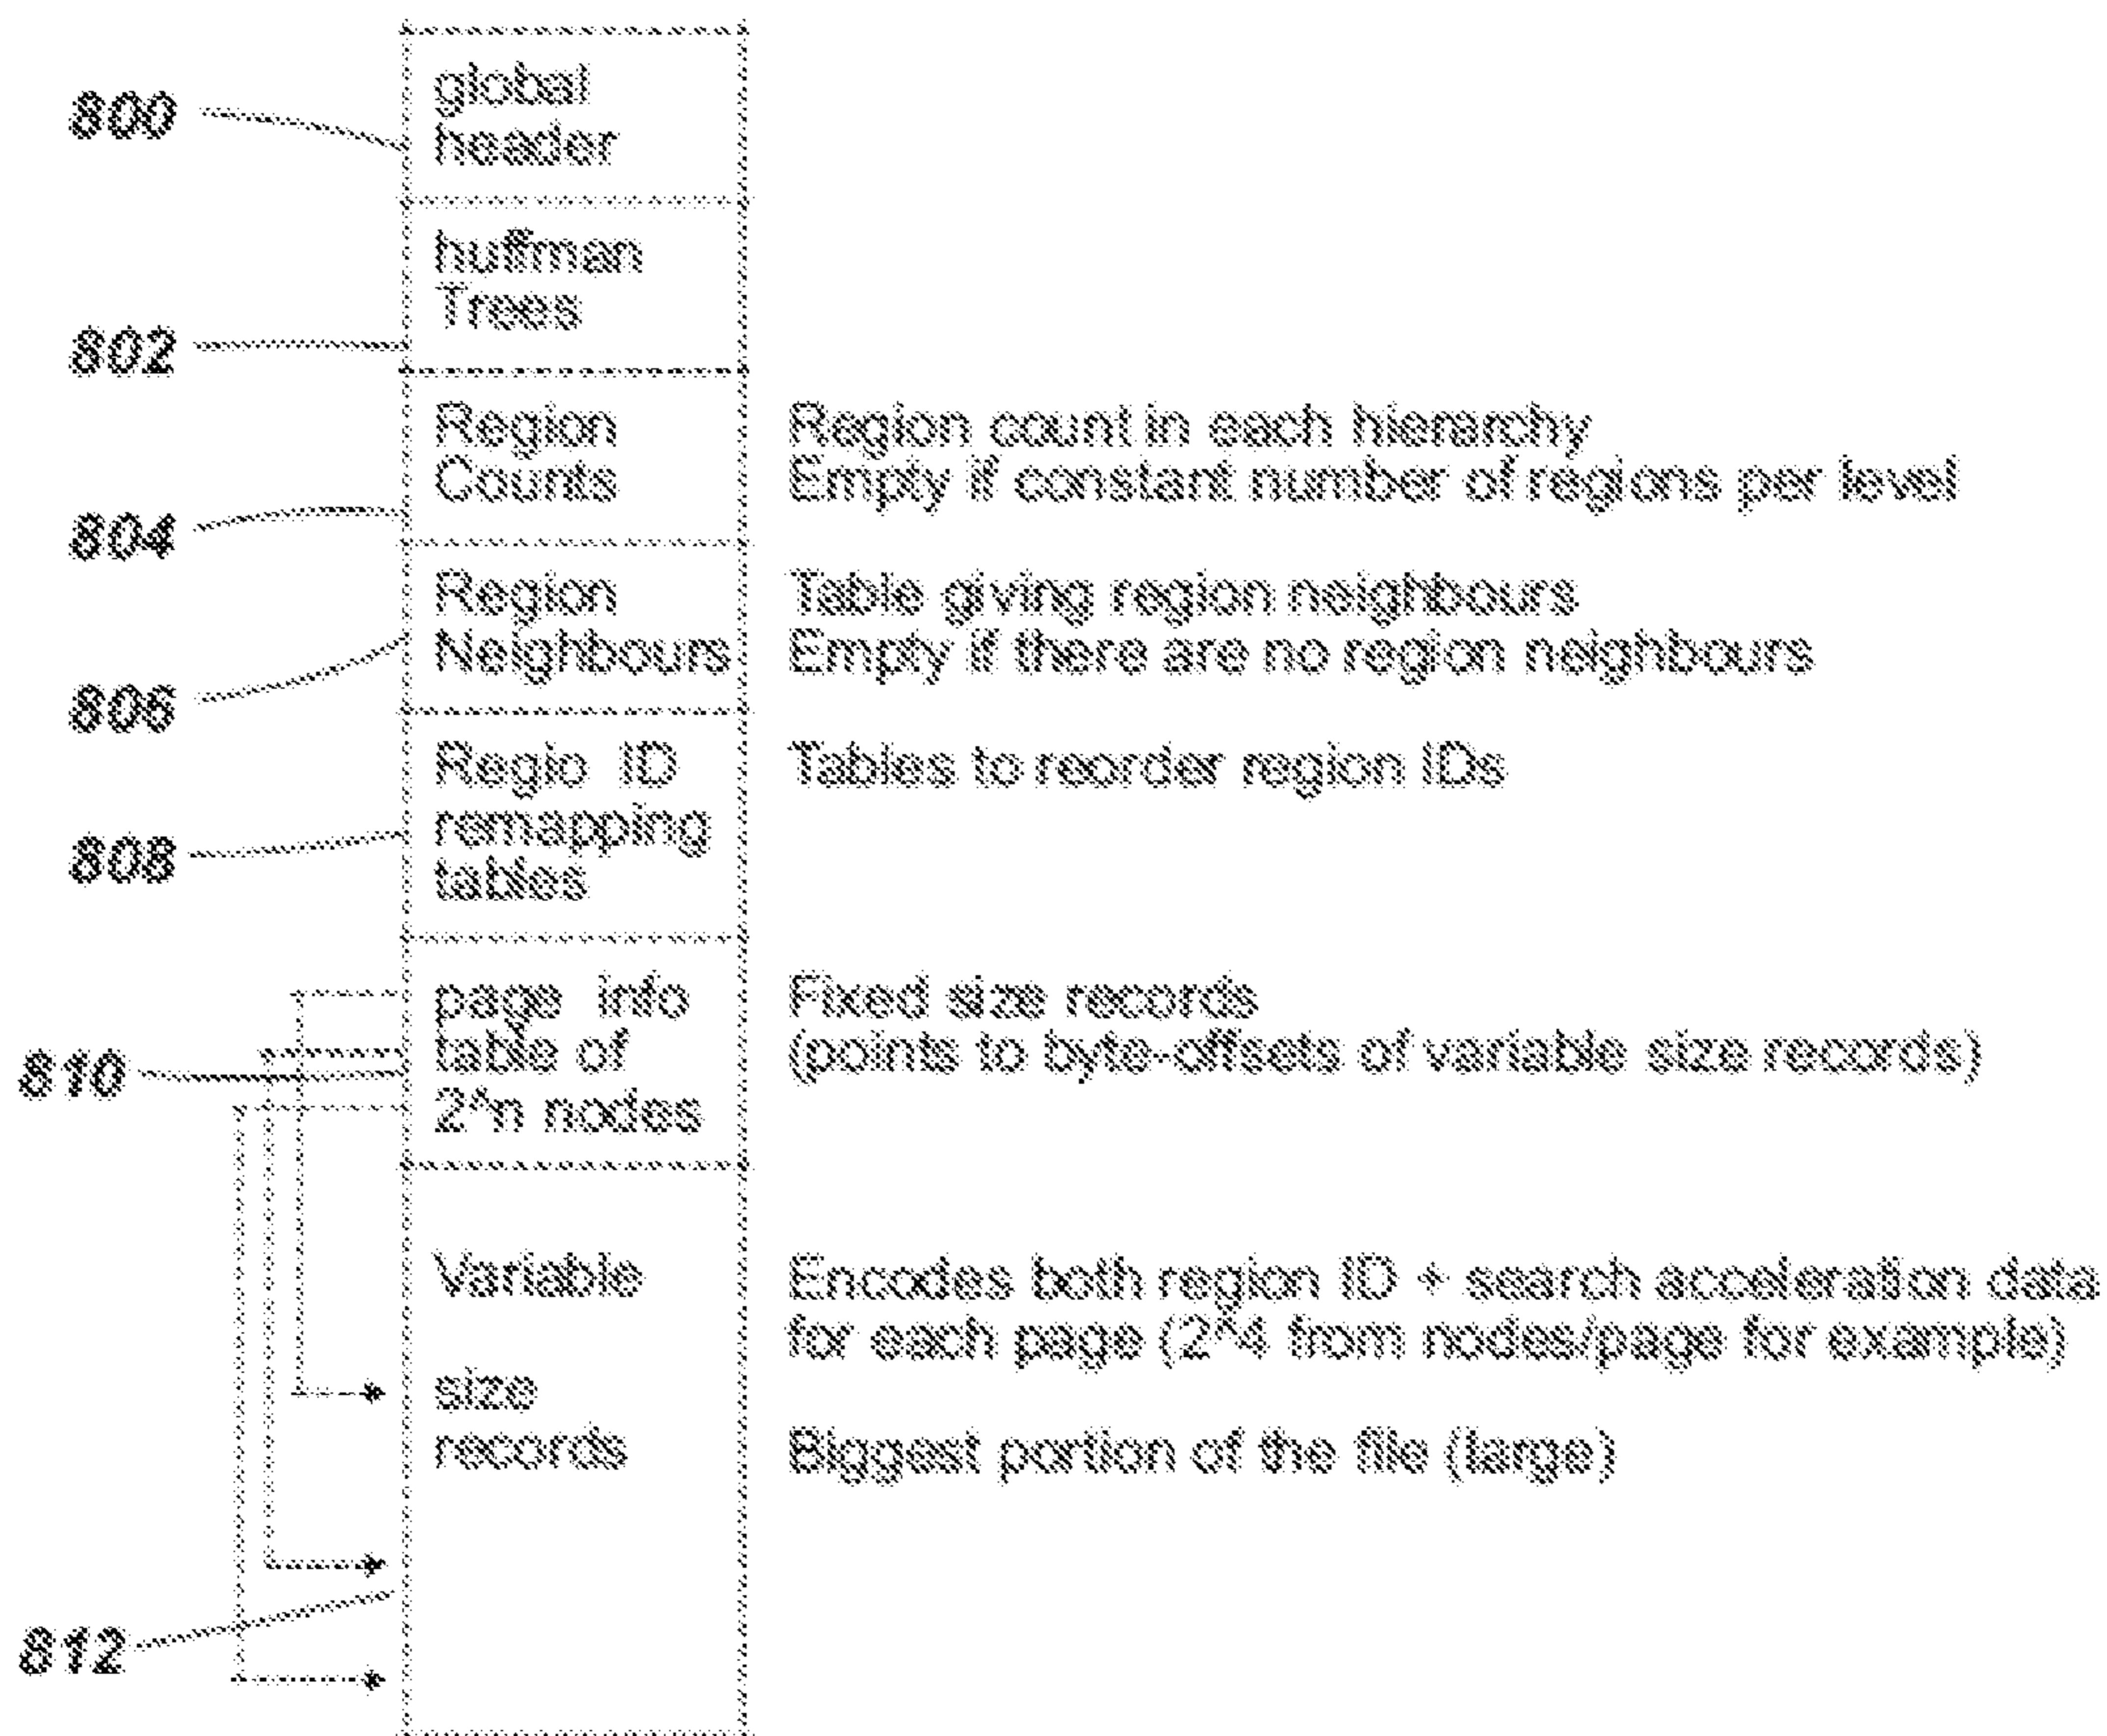 800
global
header
802
huffman
Trees
804
Region
Counts
Region count in each hierarchy
Empty if constant number of regions per level
806
Region
Neighbours
Table giving region neighbours
Empty if there are no region neighbours
808
Regio ID
remapping
tables
Tables to reorder region IDs
810
page info
table of
2^n nodes
Fixed size records
(points to byte-offsets of variable size records)
812
Variable
size
records
Encodes both region ID + search acceleration data
for each page (2^4 from nodes/page for example)
Biggest portion of the file (large)